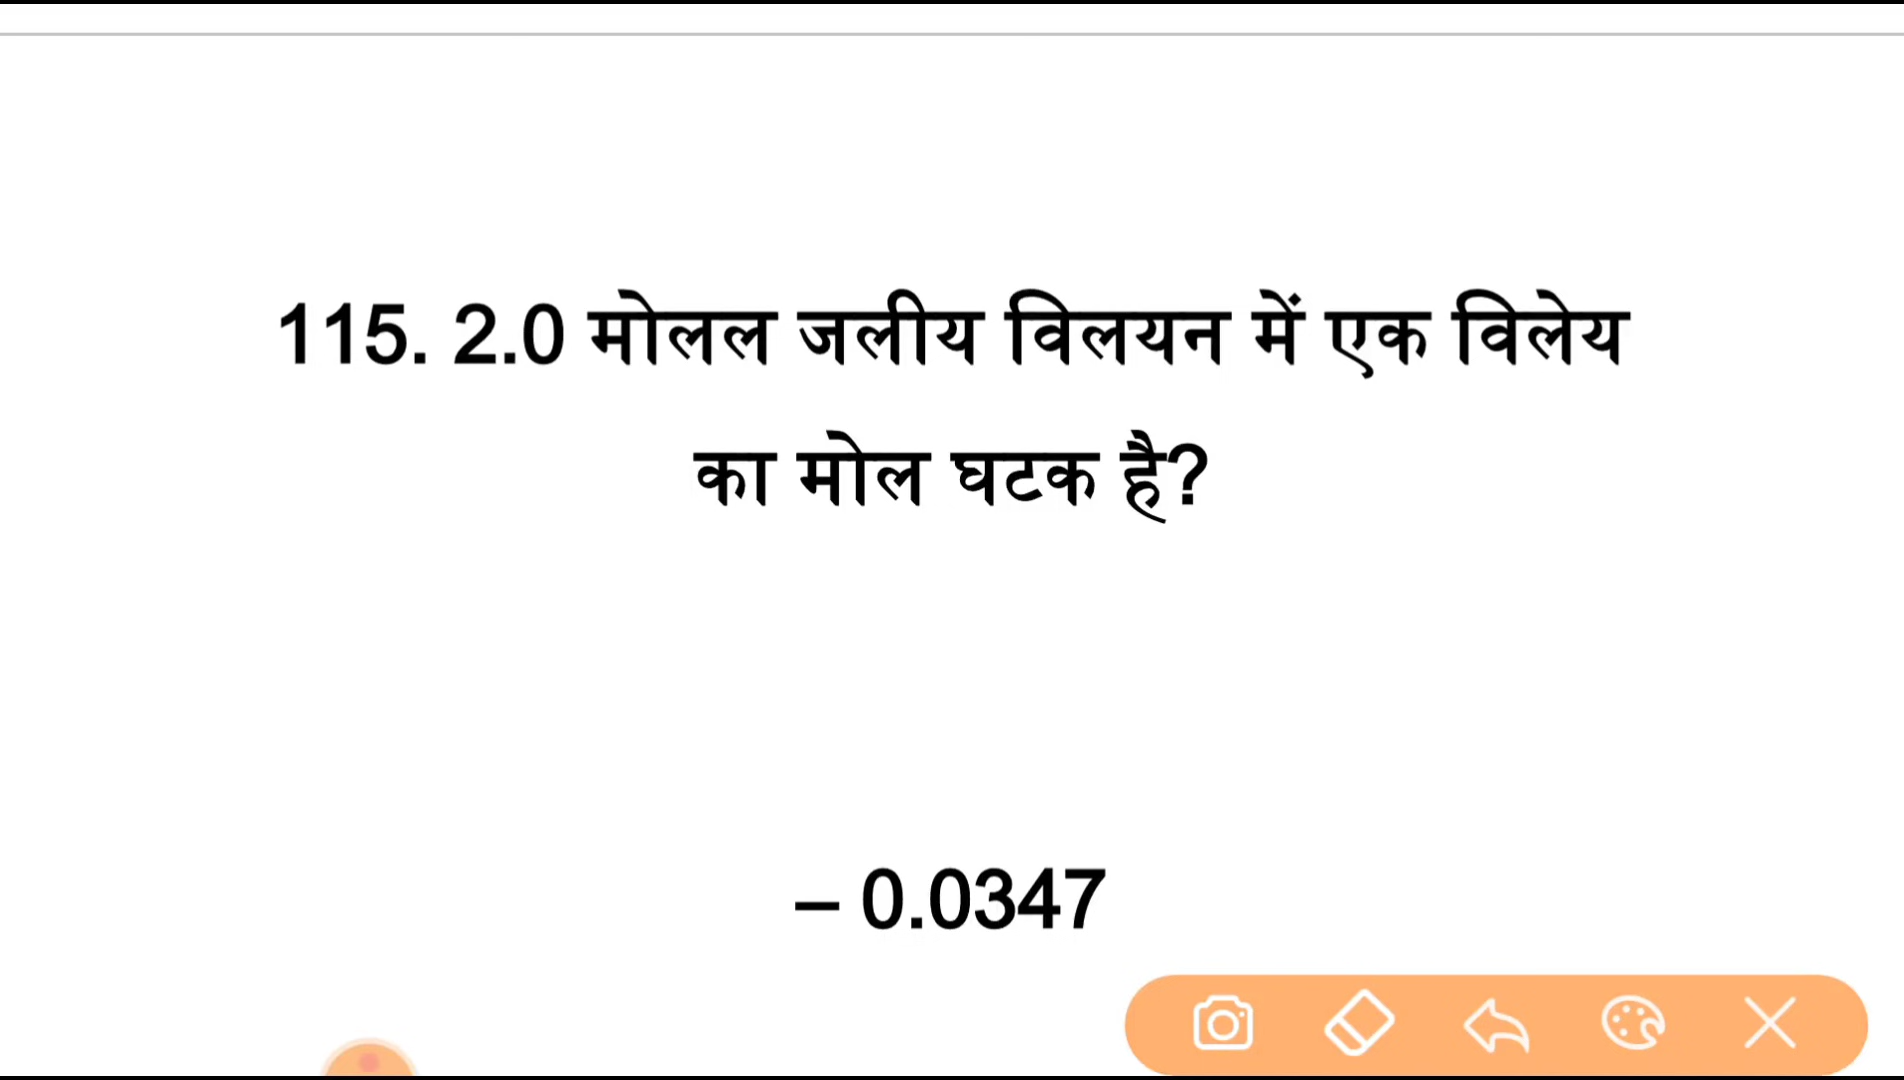 115. 2.0 मोलल जलीय विलयन में एक विलेय
का मोल घटक है?
– 0.0347